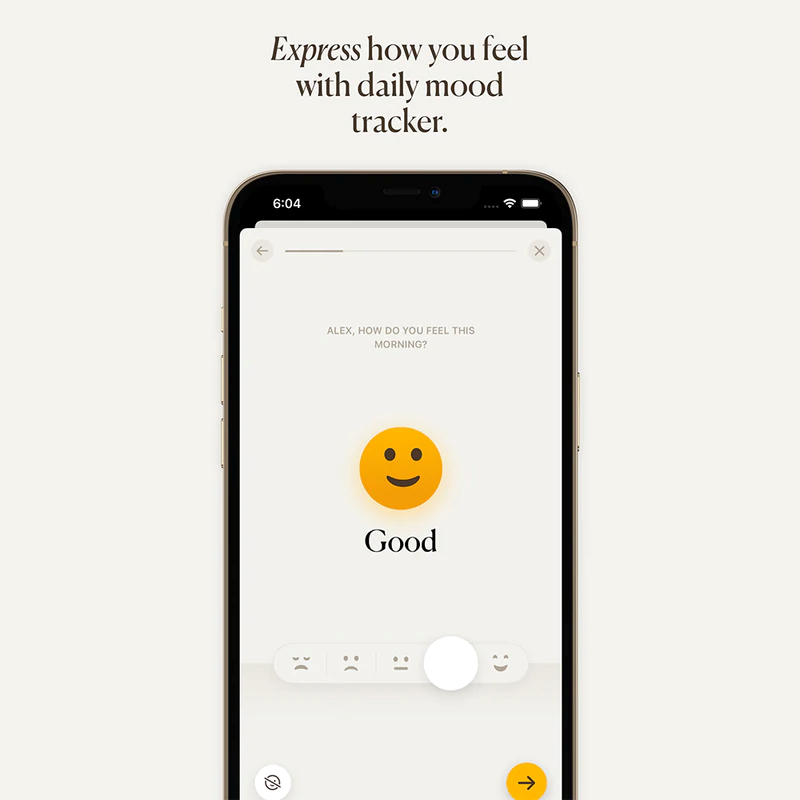 Express how you feel
with daily mood
tracker.
6:04
ALEX, HOW DO YOU FEEL THIS
MORNING?
Good